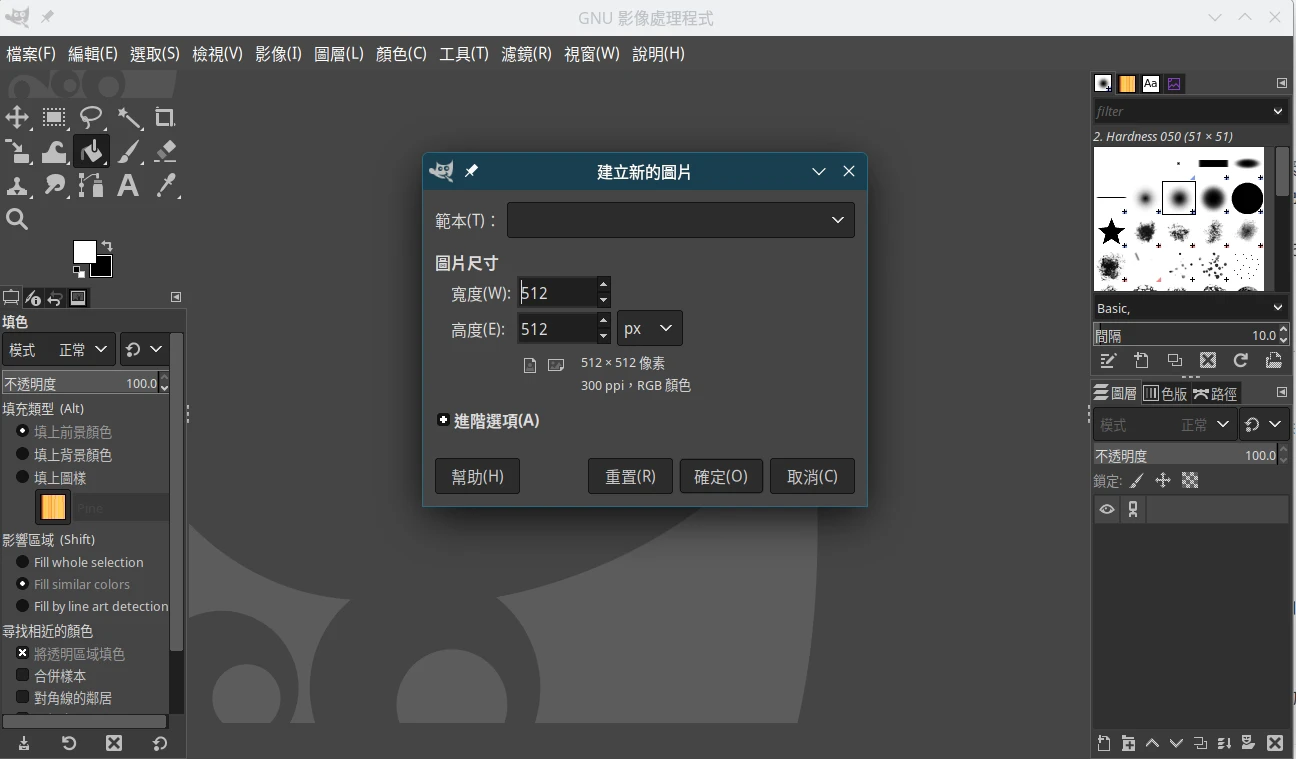 GNU 影像處理程式
檔案(F) 編輯(E) 選取(S) 檢視(V) 影像(I) 圖層(L) 顏色(C) 工具(T) 濾鏡(R) 視窗(W) 說明(H)
填色
模式 正常
不透明度 100.0
填充類型 (Alt)
填上前景顏色
填上背景顏色
填上圖樣
Pine
影響區域 (Shift)
Fill whole selection
Fill similar colors
Fill by line art detection
尋找相近的顏色
將透明區域填色
合併樣本
對角線的鄰居
建立新的圖片
範本(T)：
圖片尺寸
寬度(W): 512
高度(E): 512 px
512 × 512 像素
300 ppi，RGB 顏色
進階選項(A)
幫助(H) 重置(R) 確定(O) 取消(C)
Aa
filter
2. Hardness 050 (51 × 51)
Basic,
間隔 10.0
圖層 色版 路徑
模式 正常
不透明度 100.0
鎖定: